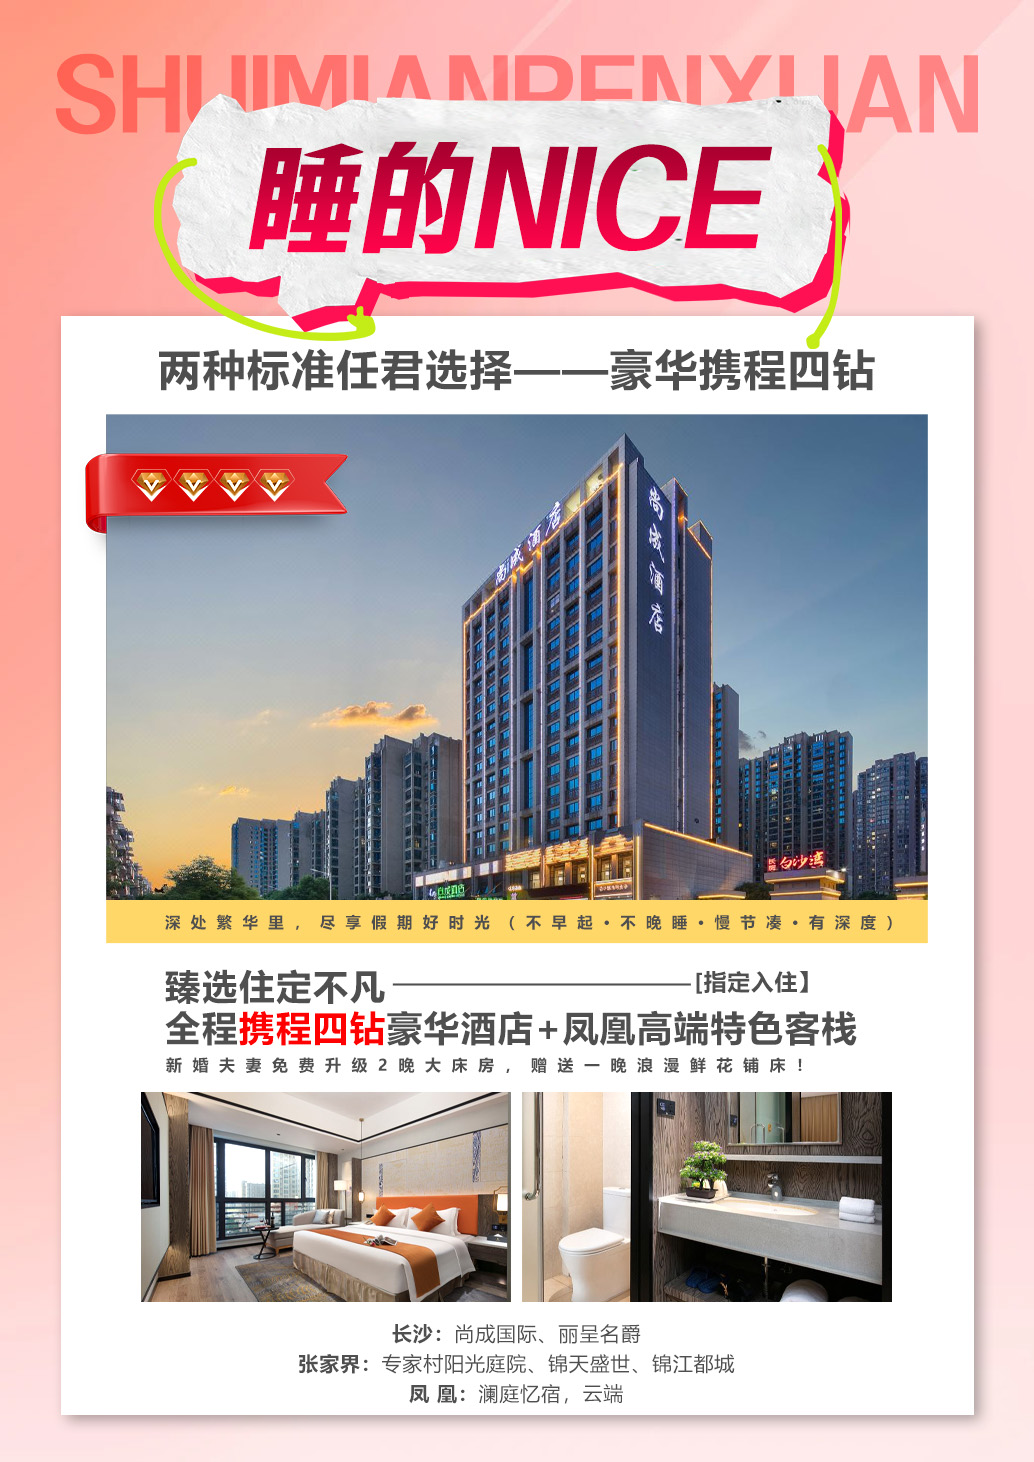 SHUIMIANPENXUAN
睡的NICE
两种标准任君选择——豪华携程四钻
尚成酒店
尚成酒店
白沙湾
深处繁华里，尽享假期好时光（不早起·不晚睡·慢节凑·有深度）
臻选住定不凡——[指定入住】
全程携程四钻豪华酒店+凤凰高端特色客栈
新婚夫妻免费升级2晚大床房，赠送一晚浪漫鲜花铺床！
长沙：尚成国际、丽呈名爵
张家界：专家村阳光庭院、锦天盛世、锦江都城
凤 凰：澜庭忆宿，云端